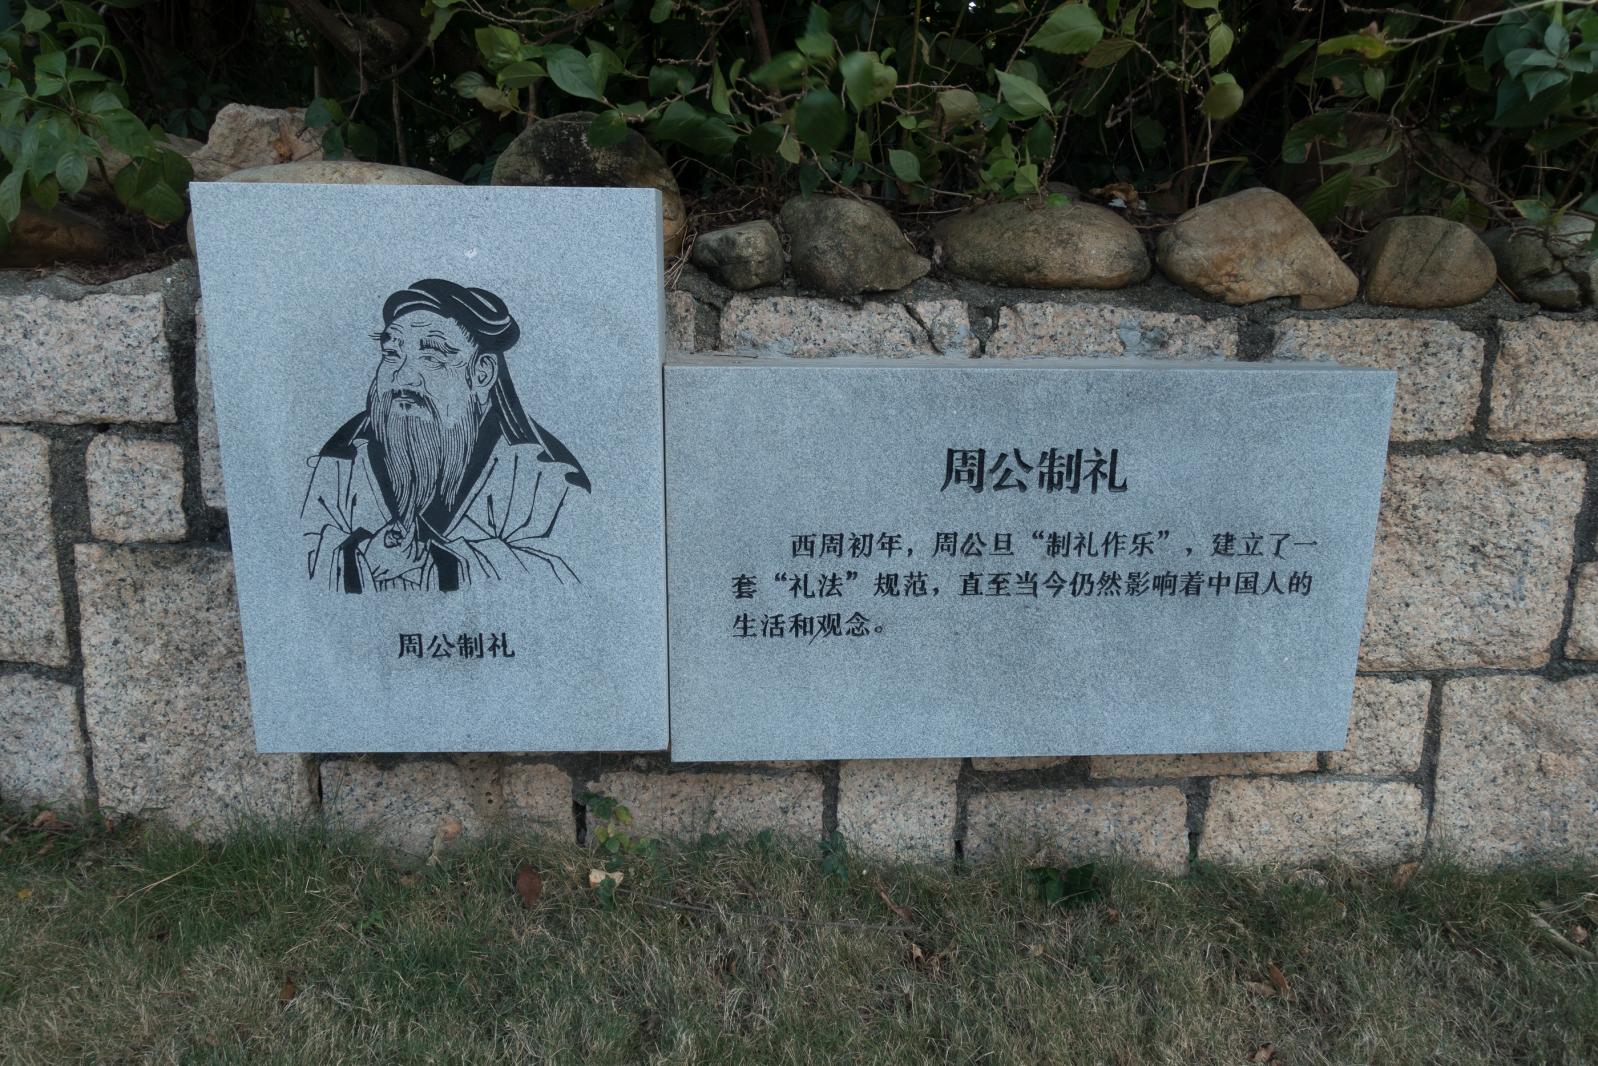 周公制礼
周公制礼
西周初年，周公旦“制礼作乐”，建立了一
套“礼法”规范，直至当今仍然影响着中国人的
生活和观念。